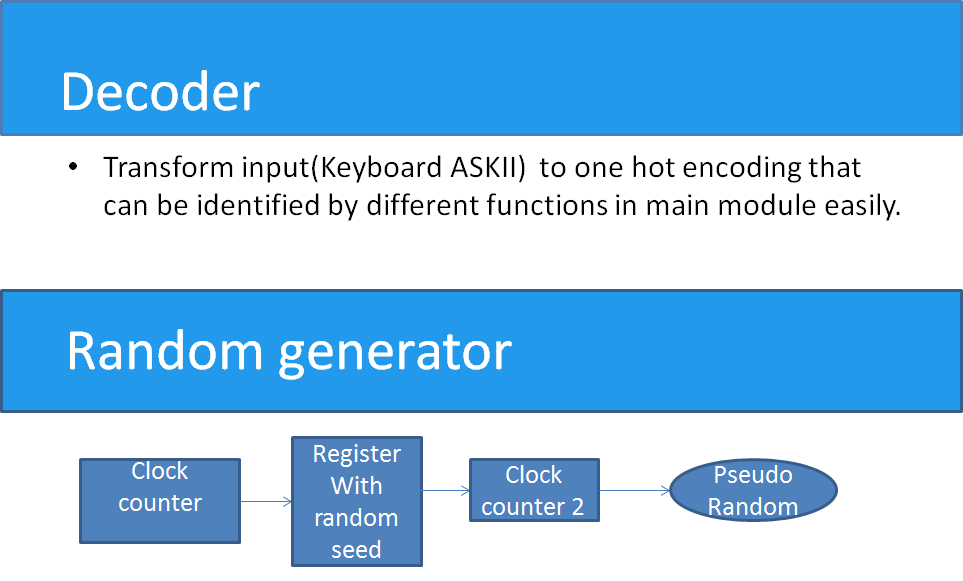 Decoder
• Transform input(Keyboard ASKII) to one hot encoding that
can be identified by different functions in main module easily.
Random generator
Clock
counter
Register
With
random
seed
Clock
counter 2
Pseudo
Random